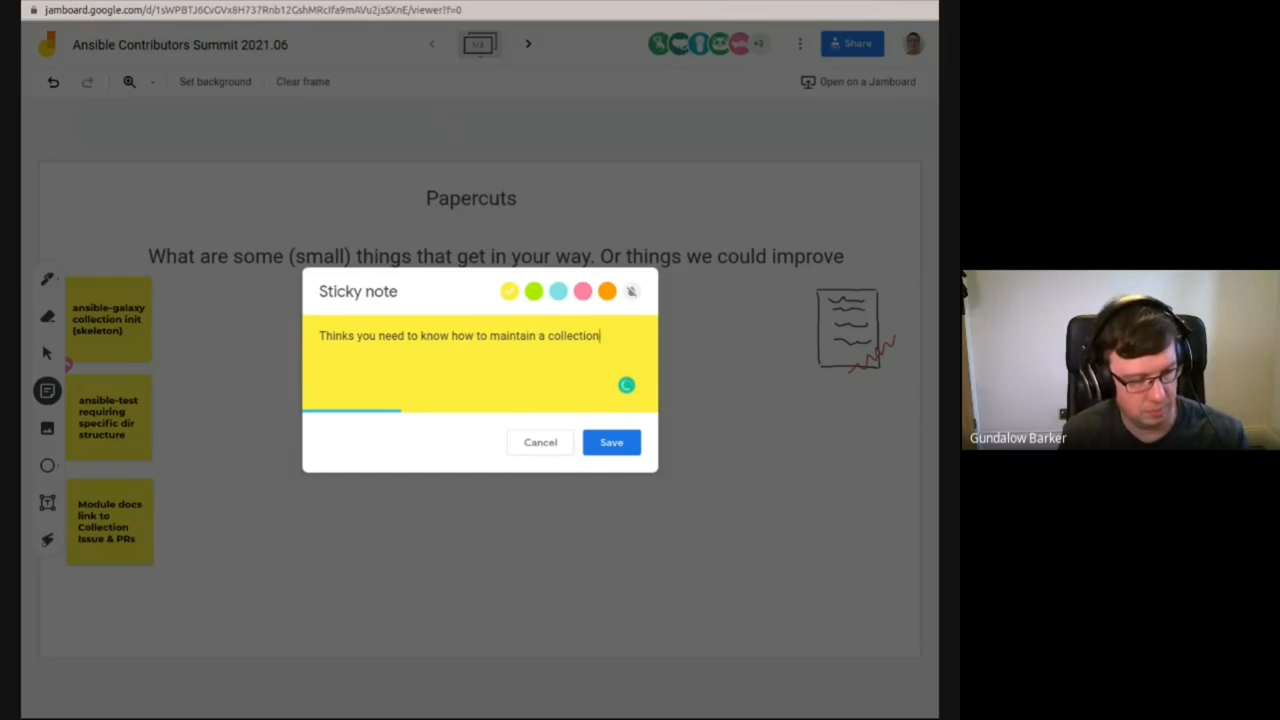 jamboard.google.com/d/1sWPBTJ6CvGVx8H737Rnb12GshMRcIfa9mAVu2jsSXnE/viewer?f=0
Ansible Contributors Summit 2021.06
1/3
+3
Share
Set background
Clear frame
Open on a Jamboard
Papercuts
What are some (small) things that get in your way. Or things we could improve
ansible-galaxy
collection init
(skeleton)
ansible-test
requiring
specific dir
structure
Module docs
link to
Collection
Issue & PRs
Sticky note
Thinks you need to know how to maintain a collection
Cancel
Save
Gundalow Barker